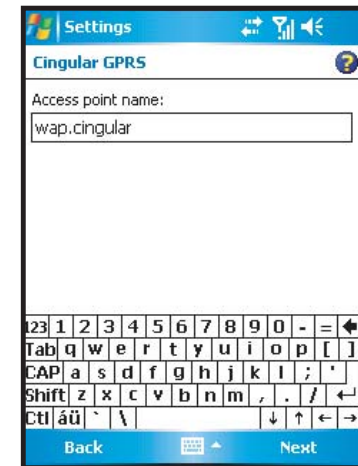 Settings
Cingular GPRS
Access point name:
wap.cingular
123 1 2 3 4 5 6 7 8 9 0 - =
Tab q w e r t y u i o p [ ]
CAP a s d f g h j k l ; '
Shift z x c v b n m , . /
Ctl áü ` \
Back Next